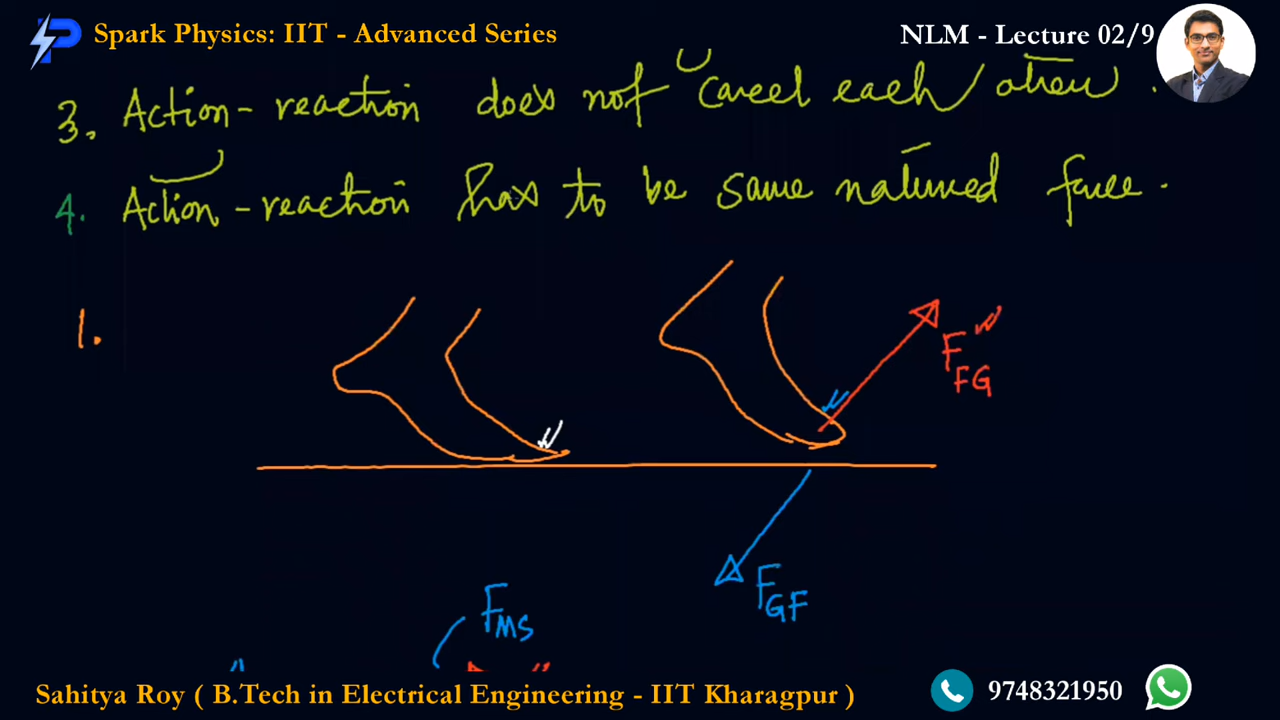 Spark Physics: IIT - Advanced Series
NLM - Lecture 02/9
3. Action-reaction does not cancel each other.
4. Action-reaction has to be same natured force.
1.
F FG
F GF
F MS
Sahitya Roy ( B.Tech in Electrical Engineering - IIT Kharagpur )
9748321950